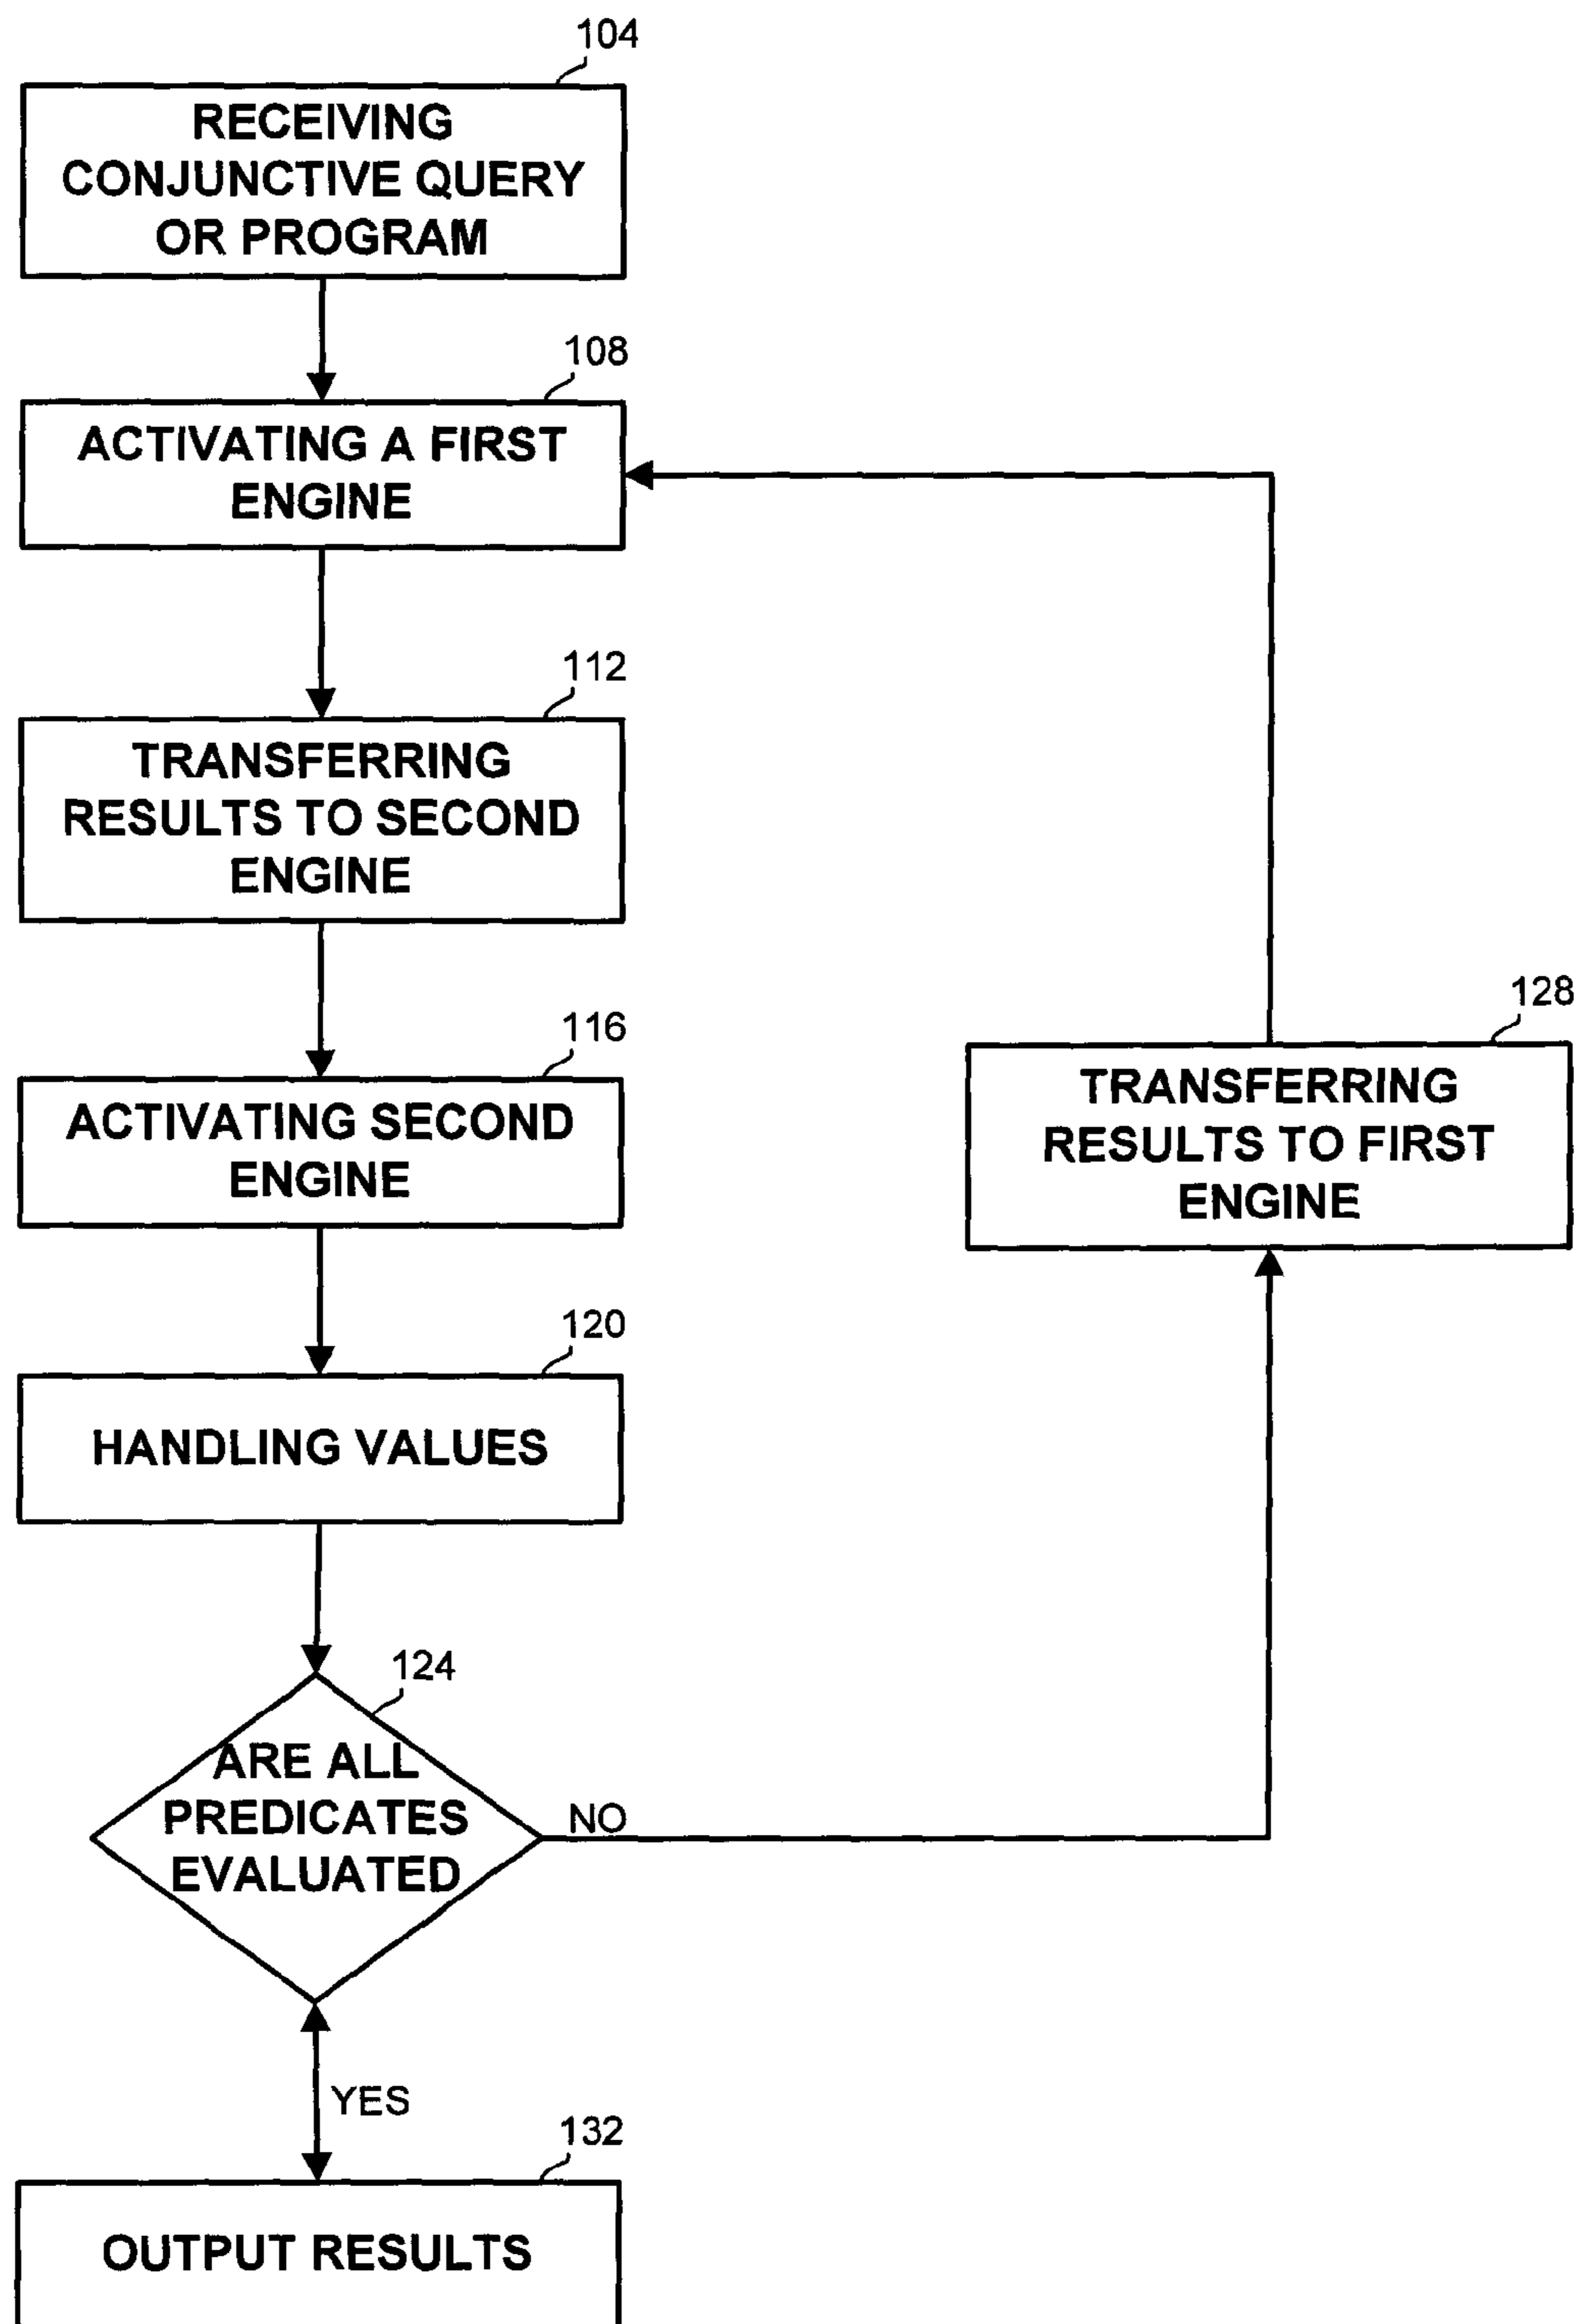 104
RECEIVING
CONJUNCTIVE QUERY
OR PROGRAM
108
ACTIVATING A FIRST
ENGINE
112
TRANSFERRING
RESULTS TO SECOND
ENGINE
116
ACTIVATING SECOND
ENGINE
128
TRANSFERRING
RESULTS TO FIRST
ENGINE
120
HANDLING VALUES
124
ARE ALL
PREDICATES
EVALUATED
NO
YES
132
OUTPUT RESULTS